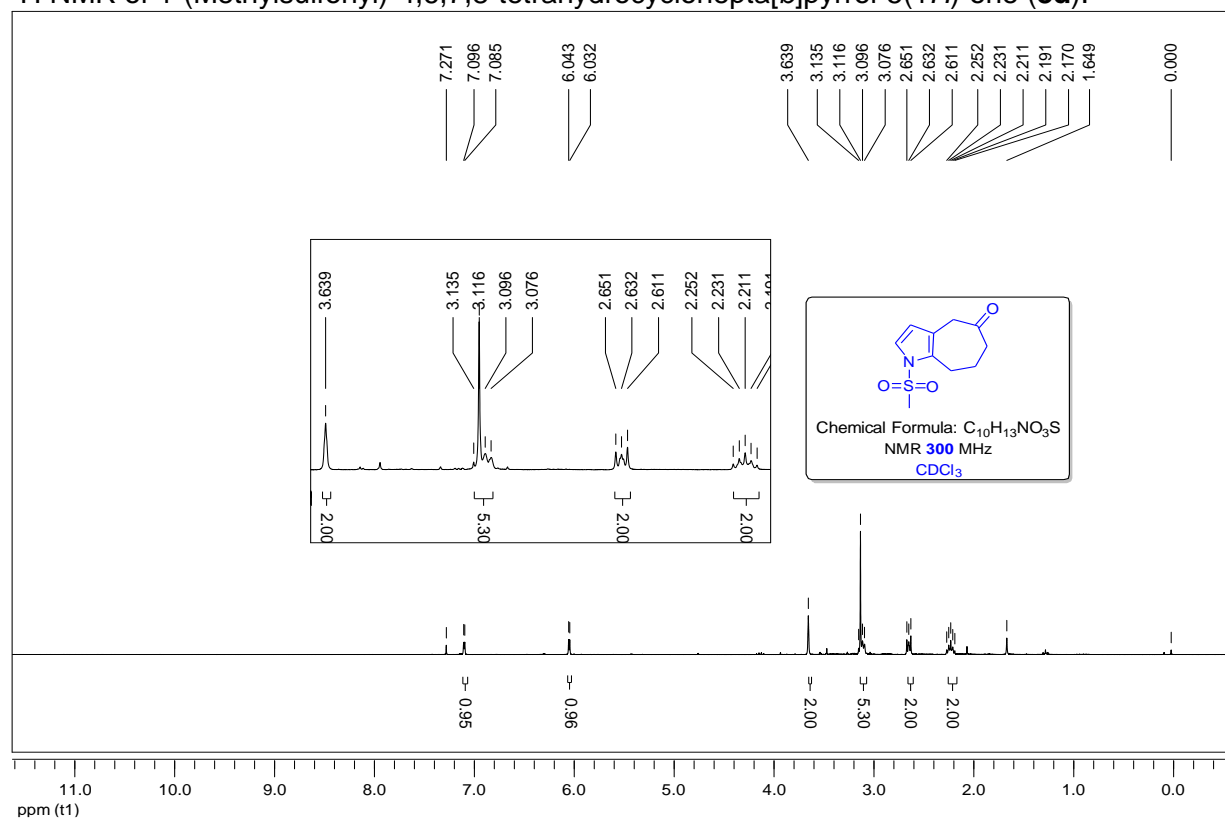 NMR of
7.271 7.096 7.085 6.043 6.032 3.639 3.135 3.116 3.096 3.076 2.651 2.632 2.611 2.252 2.231 2.211 2.191 2.170 1.649 0.000
3.639 3.135 3.116 3.096 3.076 2.651 2.632 2.611 2.252 2.231 2.211
2.00 5.30 2.00 2.00
O
N
O=S=O
Chemical Formula: C₁₀H₁₃NO₃S
NMR 300 MHz
CDCl₃
0.95 0.96 2.00 5.30 2.00 2.00
11.0 10.0 9.0 8.0 7.0 6.0 5.0 4.0 3.0 2.0 1.0 0.0
ppm (t1)